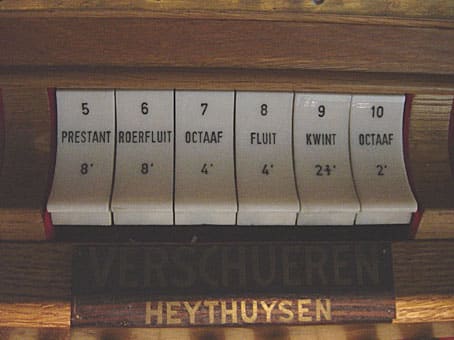 5 6 7 8 9 10
PRESTANT ROERFLUIT OCTAAF FLUIT KWINT OCTAAF
8' 8' 4' 4' 2⅔' 2'
VERSCHUEREN
HEYTHUYSEN